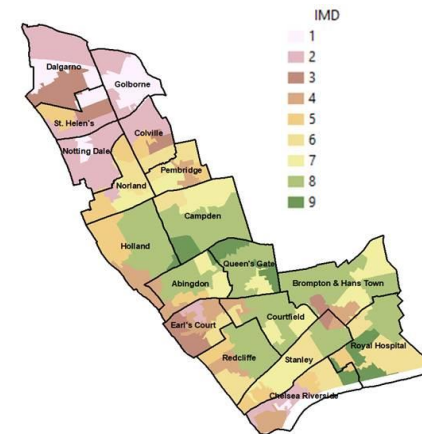 IMD
1
2
3
4
5
6
7
8
9
Dalgarno
Golborne
St. Helen's
Colville
Notting Dale
Pembridge
Norland
Campden
Holland
Queen's Gate
Abingdon
Brompton & Hans Town
Earl's Court
Courtfield
Royal Hospital
Redcliffe
Stanley
Chelsea Riverside